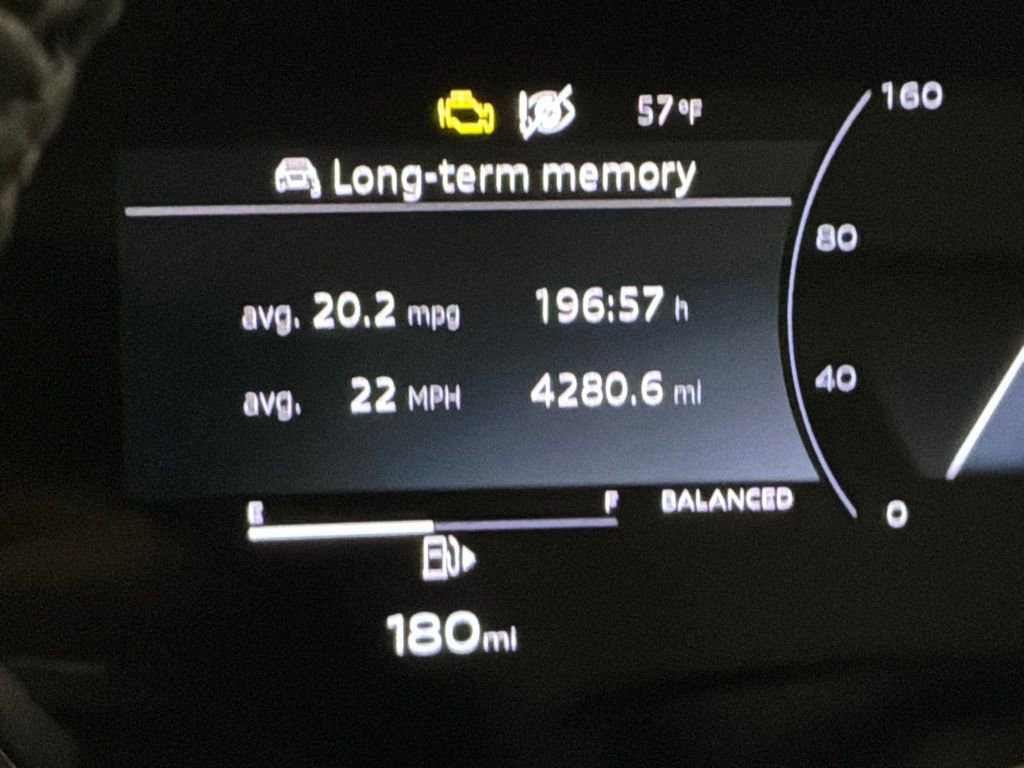 57°F
160
Long-term memory
80
avg. 20.2 mpg 196:57 h
40
avg. 22 MPH 4280.6 mi
E F BALANCED
0
180mi